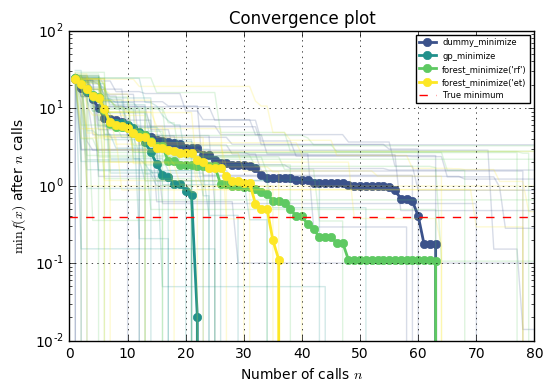 Convergence plot
min f(x) after n calls
10^2
10^1
10^0
10^-1
10^-2
dummy_minimize
gp_minimize
forest_minimize('rf')
forest_minimize('et)
True minimum
0 10 20 30 40 50 60 70 80
Number of calls n